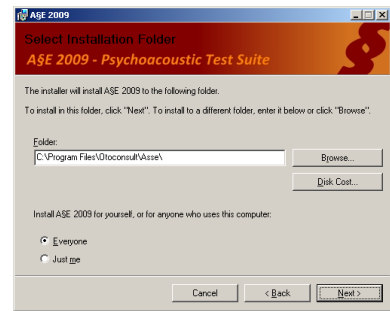 A§E 2009
Select Installation Folder
A§E 2009 - Psychoacoustic Test Suite
The installer will install A§E 2009 to the following folder.
To install in this folder, click "Next". To install to a different folder, enter it below or click "Browse".
Folder:
C:\Program Files\Otoconsult\Asse\
Browse...
Disk Cost...
Install A§E 2009 for yourself, or for anyone who uses this computer:
Everyone
Just me
Cancel
< Back
Next >